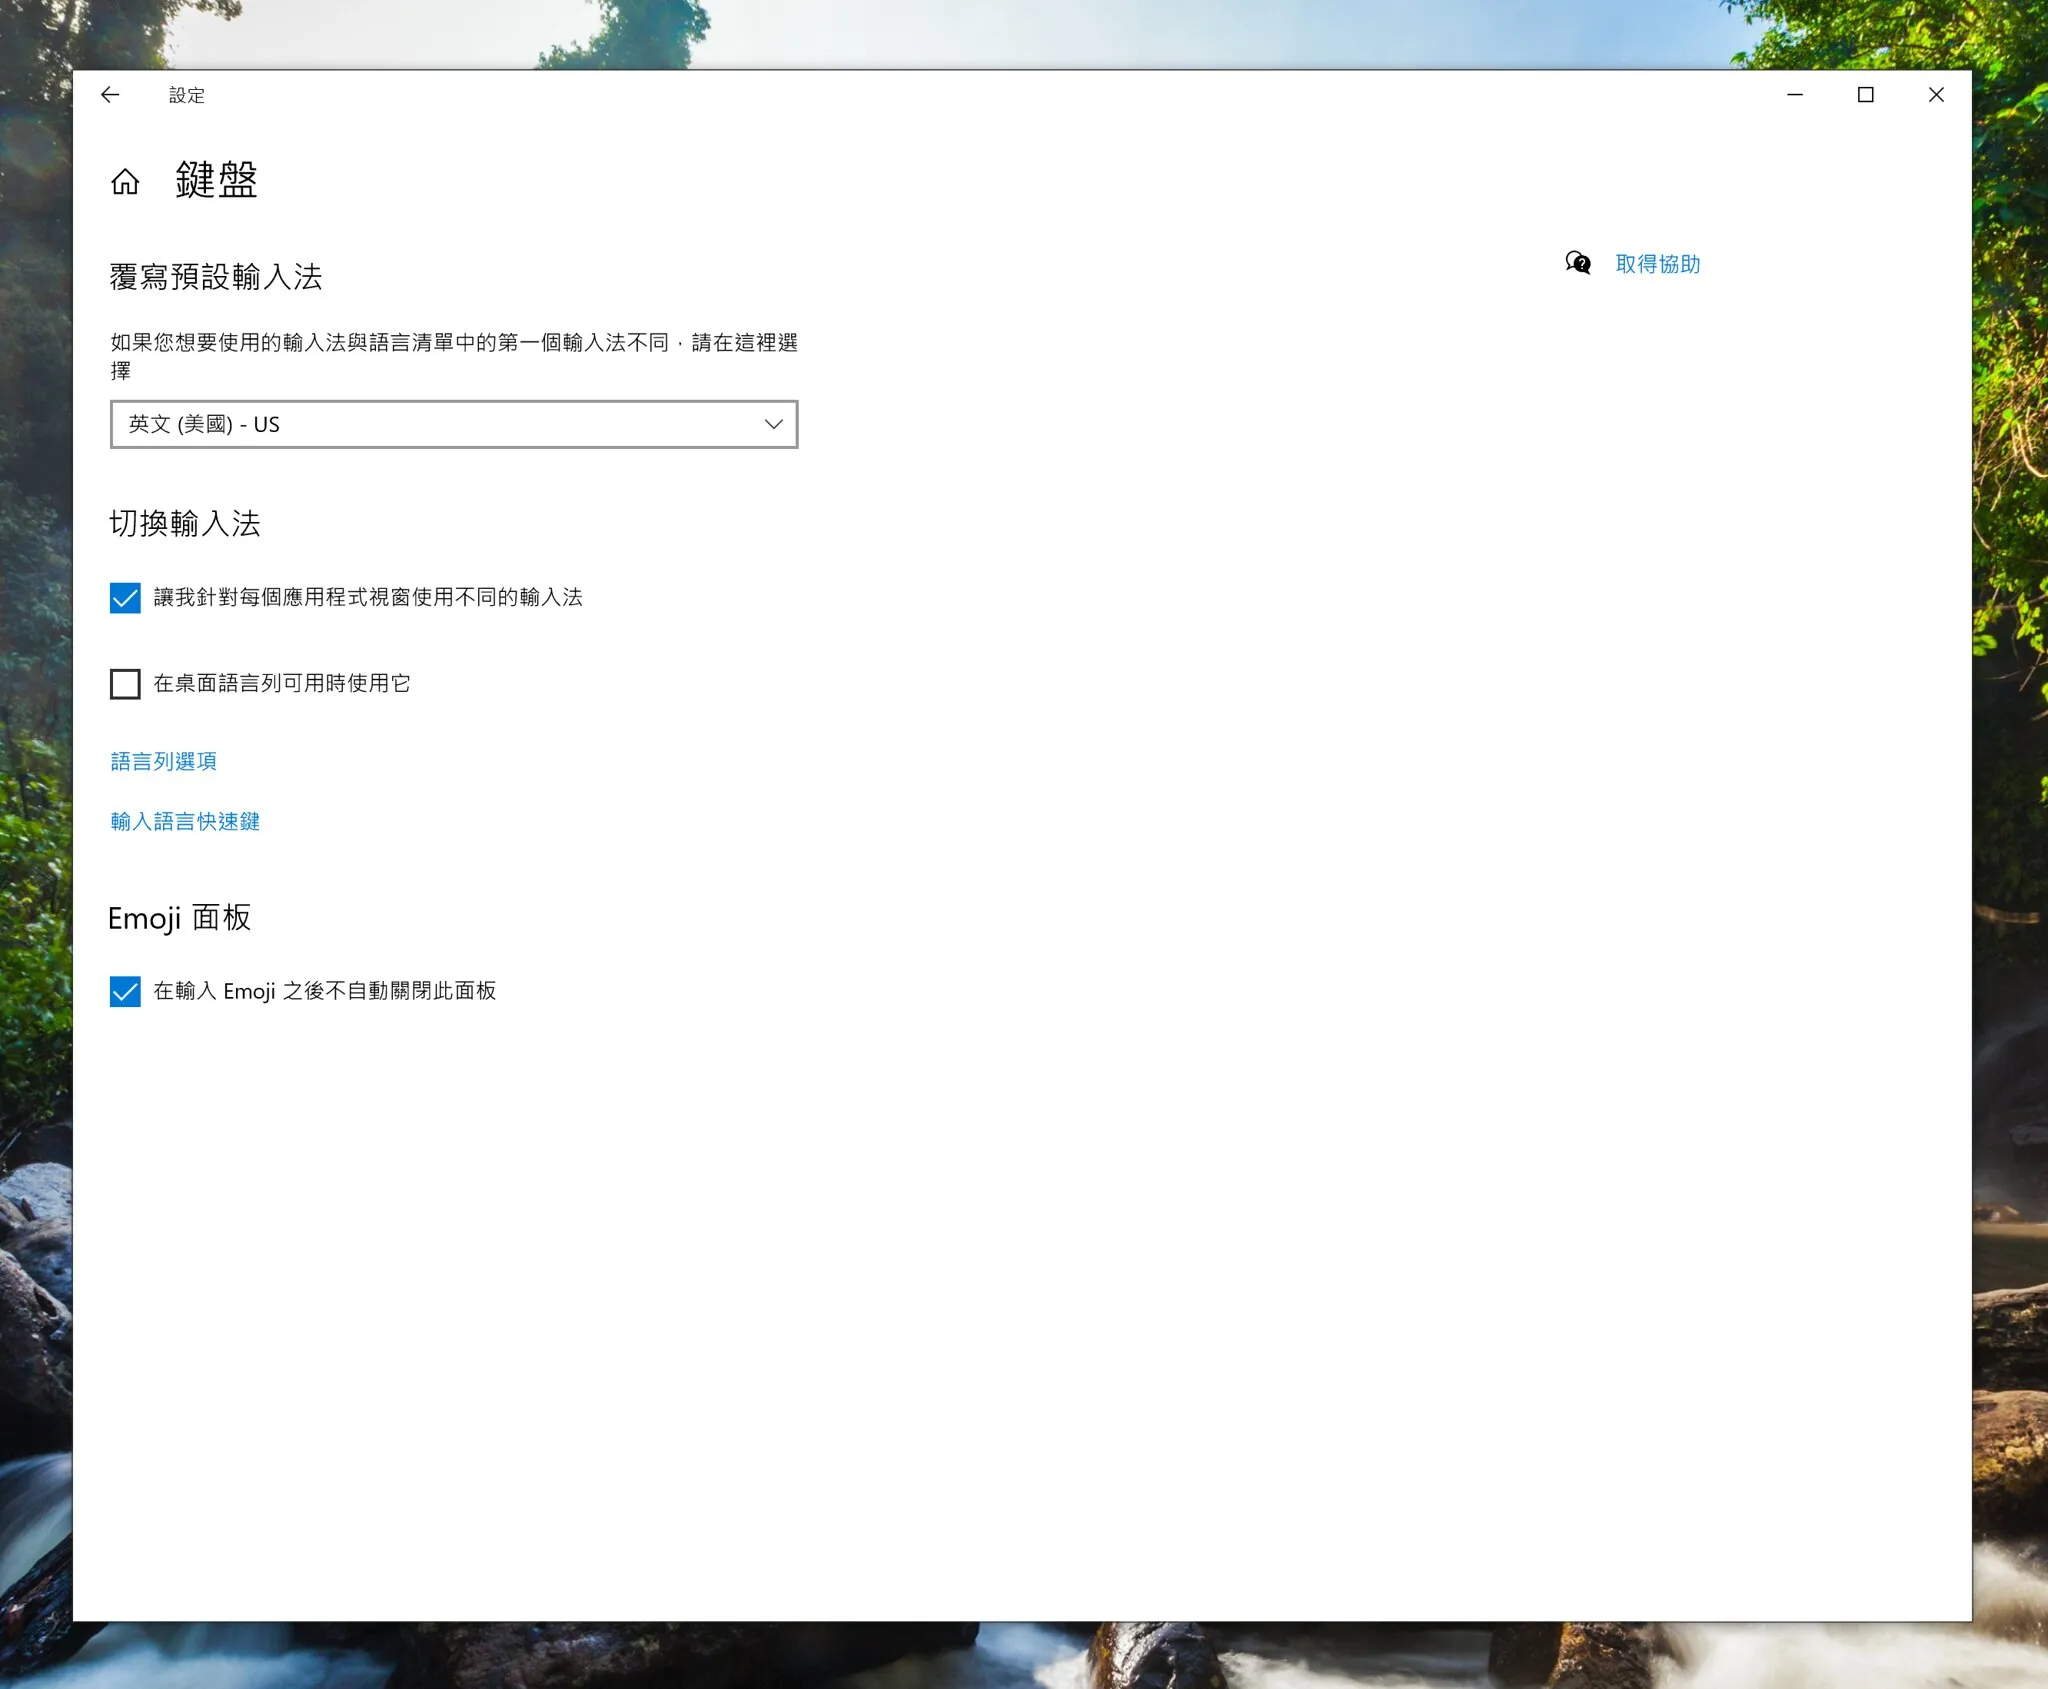 設定
鍵盤
覆寫預設輸入法
取得協助
如果您想要使用的輸入法與語言清單中的第一個輸入法不同，請在這裡選
擇
英文 (美國) - US
切換輸入法
讓我針對每個應用程式視窗使用不同的輸入法
在桌面語言列可用時使用它
語言列選項
輸入語言快速鍵
Emoji 面板
在輸入 Emoji 之後不自動關閉此面板